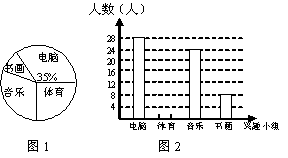 人数（人）
电脑
书画
35%
音乐
体育
28
24
20
16
12
8
4
电脑 体育 音乐 书画 兴趣小组
图1
图2